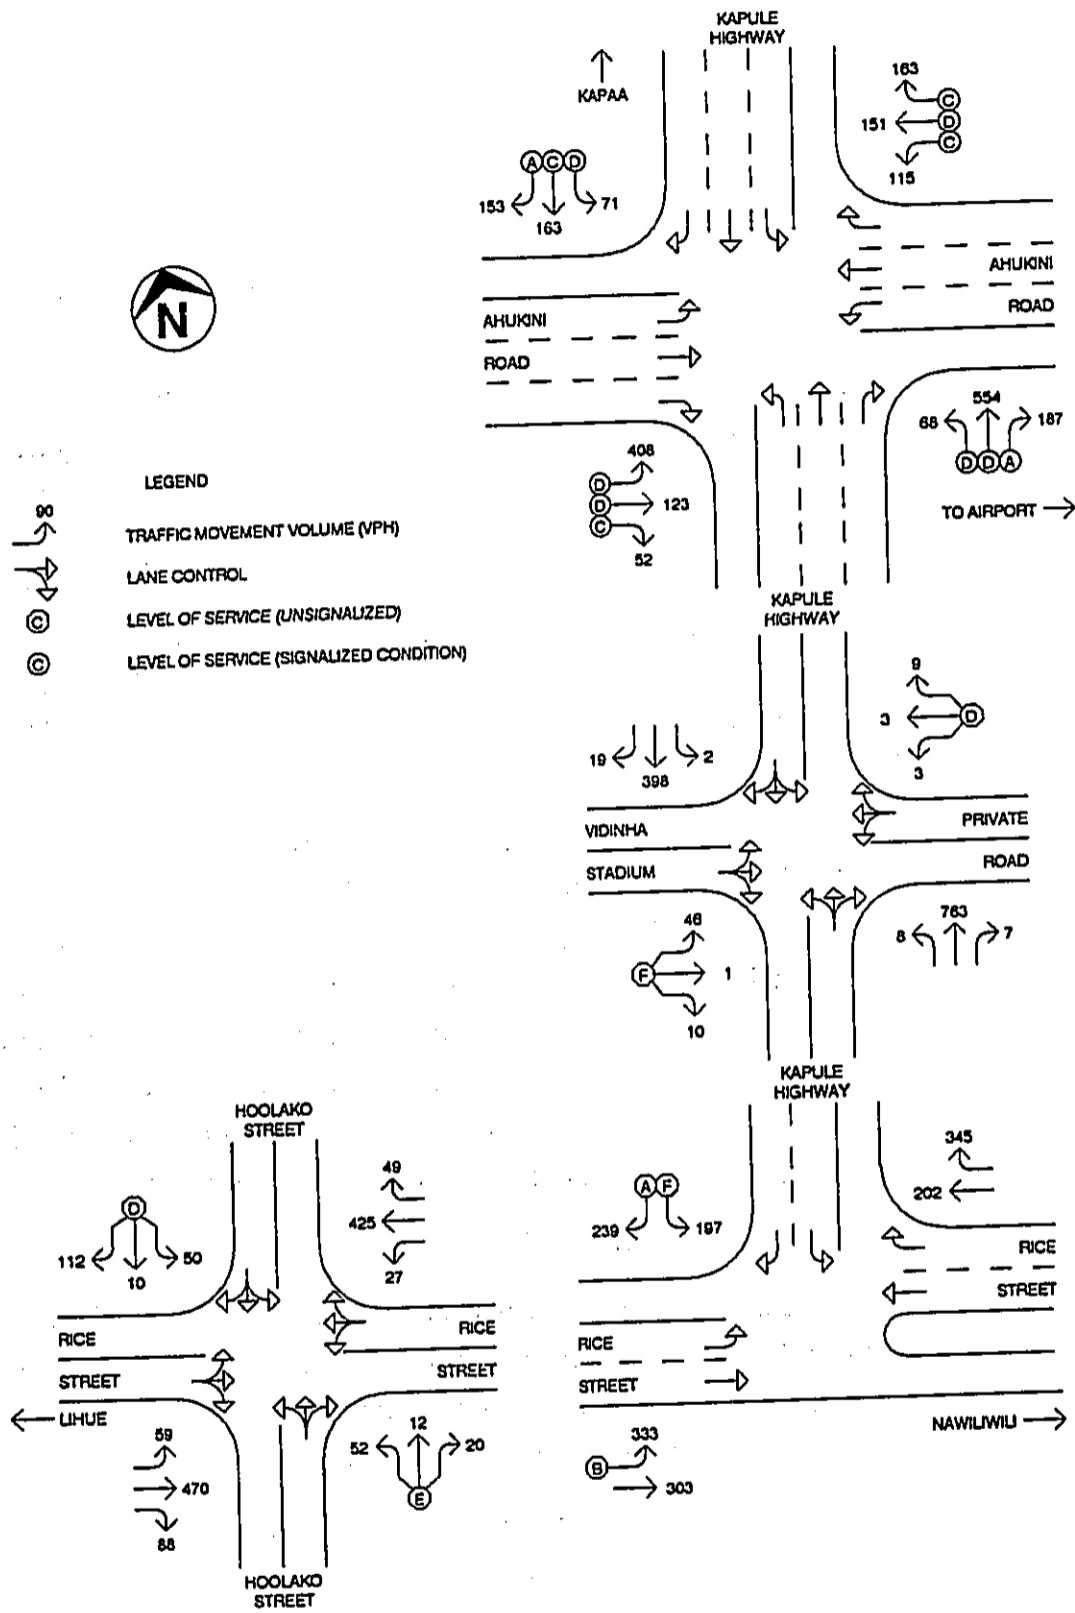 KAPULE
HIGHWAY
KAPAA
163
151
115
C
D
C
A C D
153
163
71
AHUKINI
ROAD
AHUKINI
ROAD
N
554
68
187
D D A
TO AIRPORT
408
123
52
D
D
C
LEGEND
90
TRAFFIC MOVEMENT VOLUME (VPH)
LANE CONTROL
C
LEVEL OF SERVICE (UNSIGNALIZED)
C
LEVEL OF SERVICE (SIGNALIZED CONDITION)
KAPULE
HIGHWAY
9
3
3
D
19
398
2
VIDINHA
STADIUM
PRIVATE
ROAD
46
1
10
F
763
8
7
KAPULE
HIGHWAY
HOOLAKO
STREET
49
425
27
D
112
10
50
RICE
STREET
RICE
STREET
LIHUE
59
470
88
12
52
20
E
HOOLAKO
STREET
345
202
A F
239
197
RICE
STREET
RICE
STREET
NAWILIWILI
333
B
303